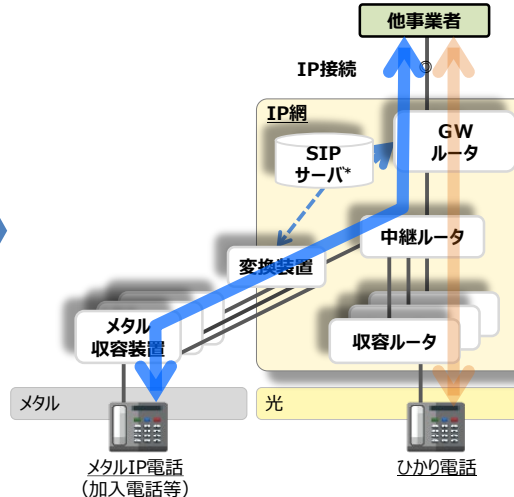 他事業者
IP接続
IP網
GW
ルータ
SIP
サーバ*
中継ルータ
変換装置
メタル
収容装置
収容ルータ
メタル
光
メタルIP電話
(加入電話等)
ひかり電話